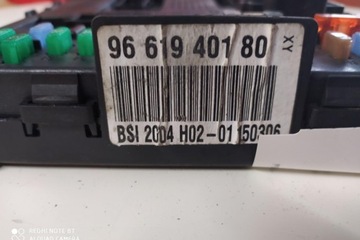 96 619 401 80 XY
BSI 2004 H02-01 150306
REDMI NOTE 8T
AI QUAD CAMERA